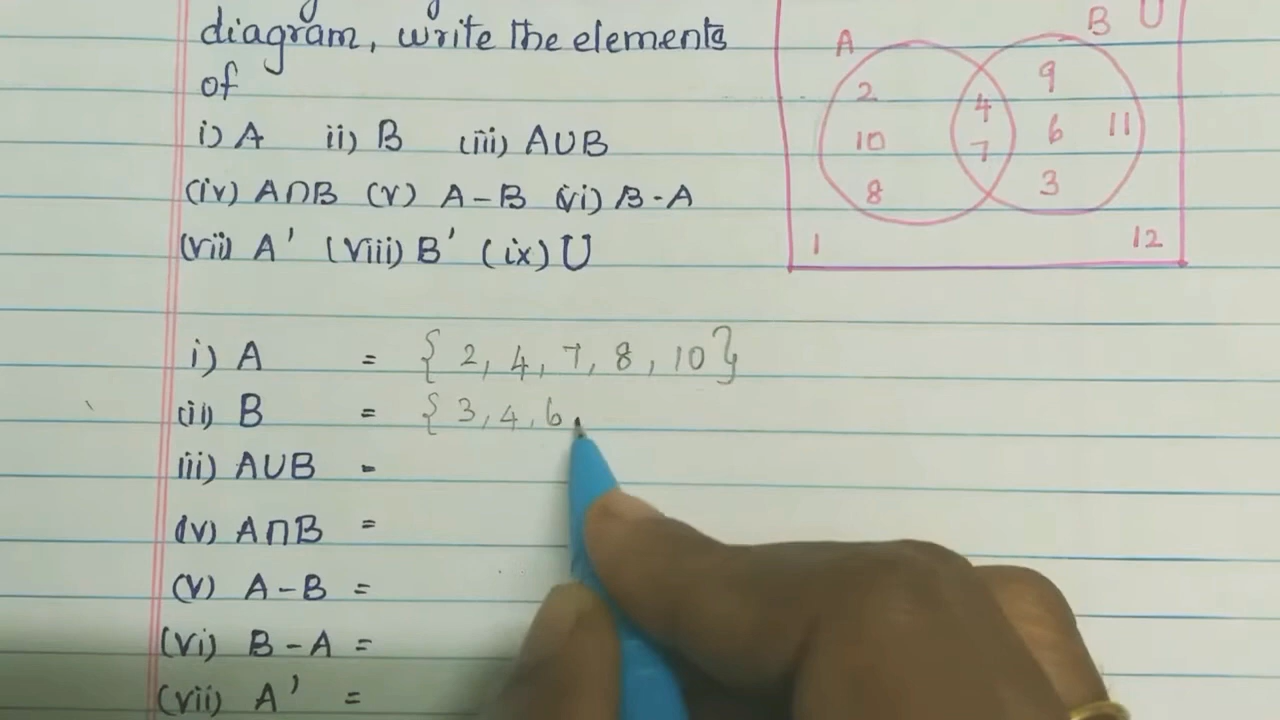 diagram, write the elements
of
i) A ii) B (iii) A∪B
(iv) A∩B (v) A-B (vi) B-A
(vii) A' (viii) B' (ix) U
A B U
2 4 9
10 7 6 11
8 3
1 12
i) A = { 2, 4, 7, 8, 10}
(ii) B = { 3, 4, 6,
iii) A∪B =
(iv) A∩B =
(v) A-B =
(vi) B-A =
(vii) A' =